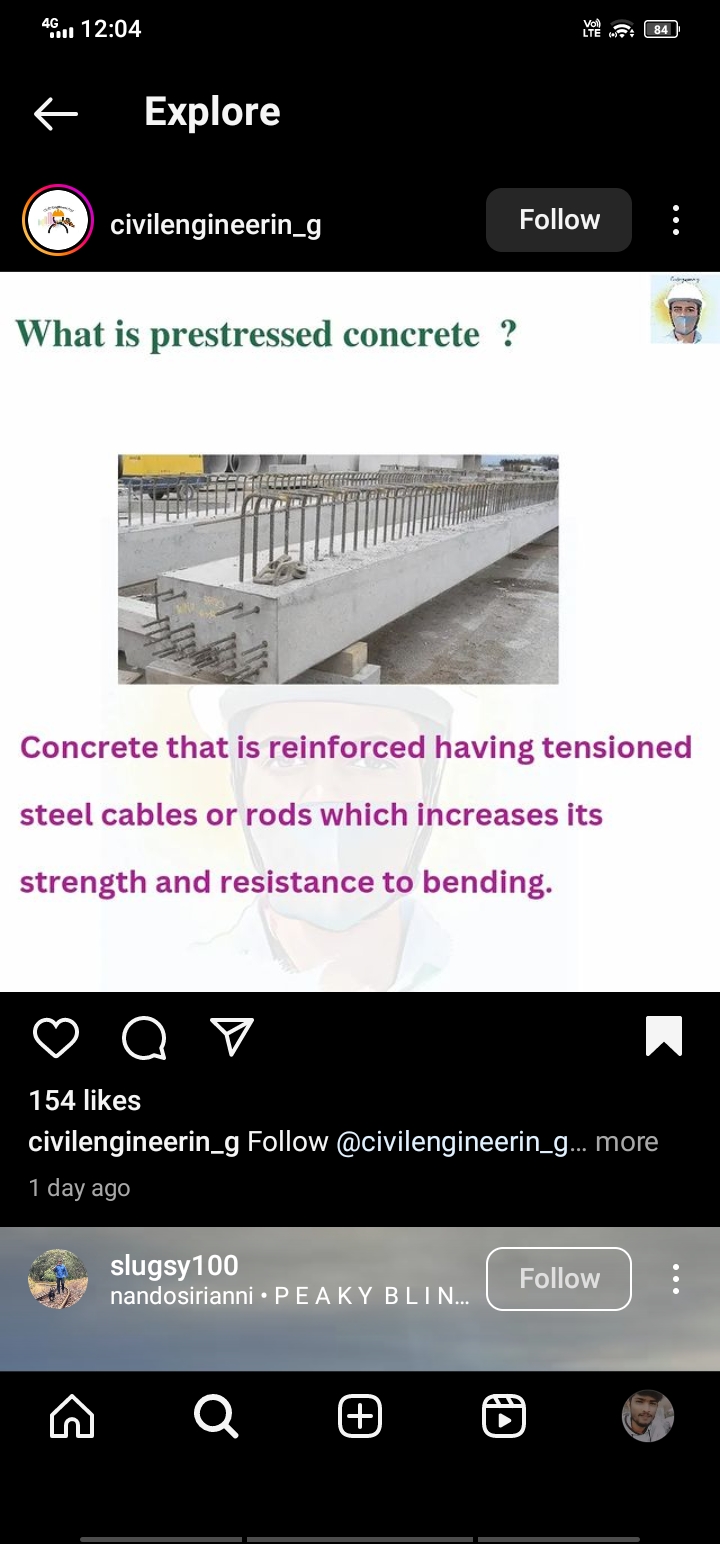 4G 12:04 Vo) LTE 84
Explore
civilengineerin_g Follow
What is prestressed concrete ?
Concrete that is reinforced having tensioned
steel cables or rods which increases its
strength and resistance to bending.
154 likes
civilengineerin_g Follow @civilengineerin_g... more
1 day ago
slugsy100
nandosirianni • P E A K Y B L I N... Follow